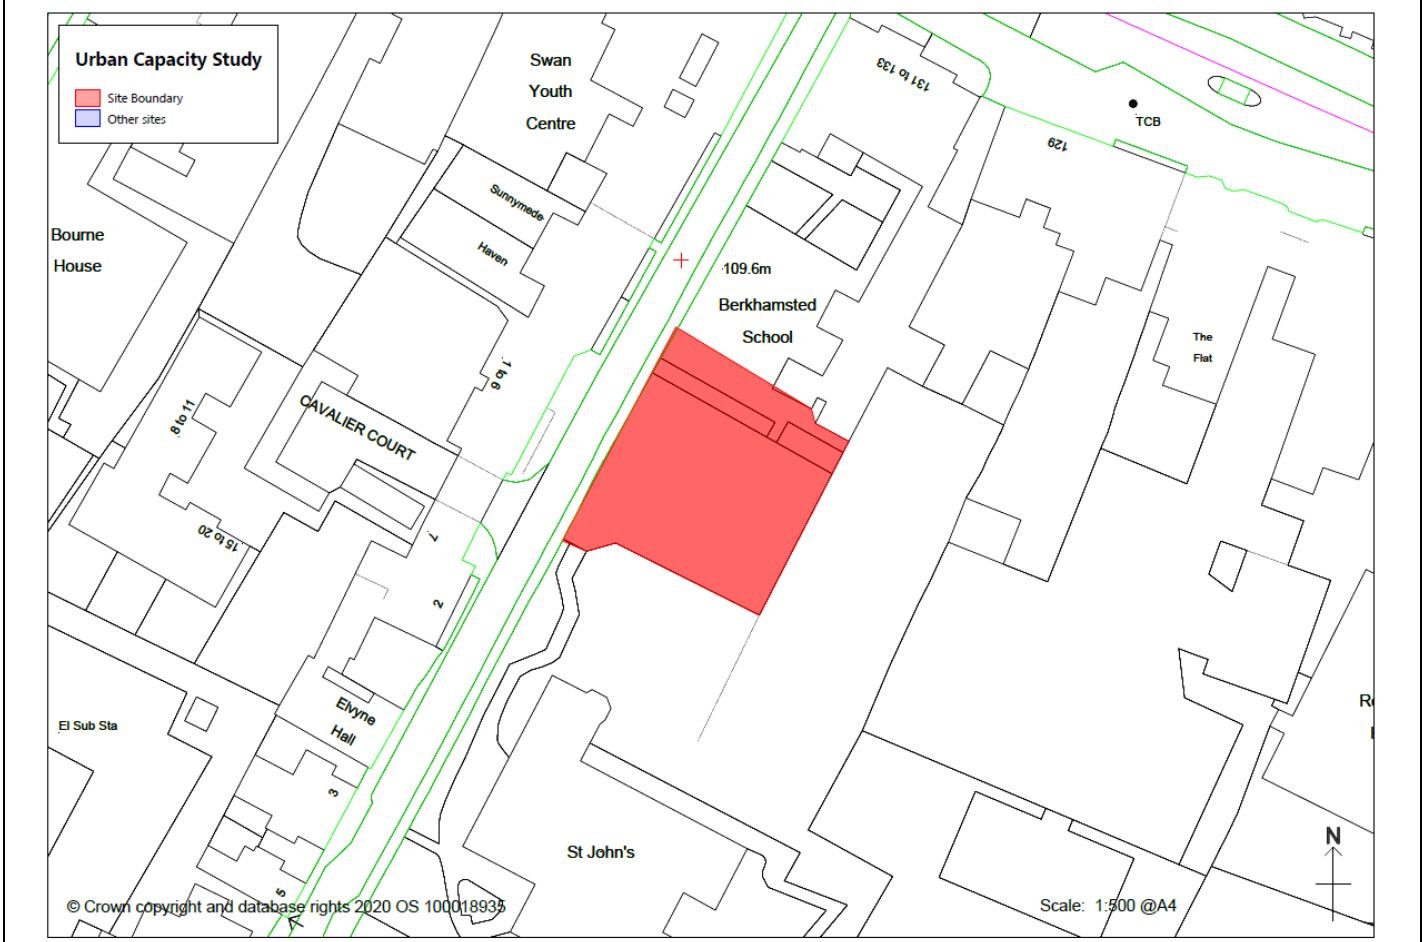 Urban Capacity Study
Site Boundary
Other sites
Swan
Youth
Centre
131 to 133
TCB
129
Sunnymede
Haven
Bourne
House
109.6m
Berkhamsted
School
The
Flat
1 to 6
CAVALIER COURT
8 to 11
15 to 20
7
2
Elvyne
Hall
El Sub Sta
3
5
St John's
N
© Crown copyright and database rights 2020 OS 100018935
Scale: 1:500 @A4